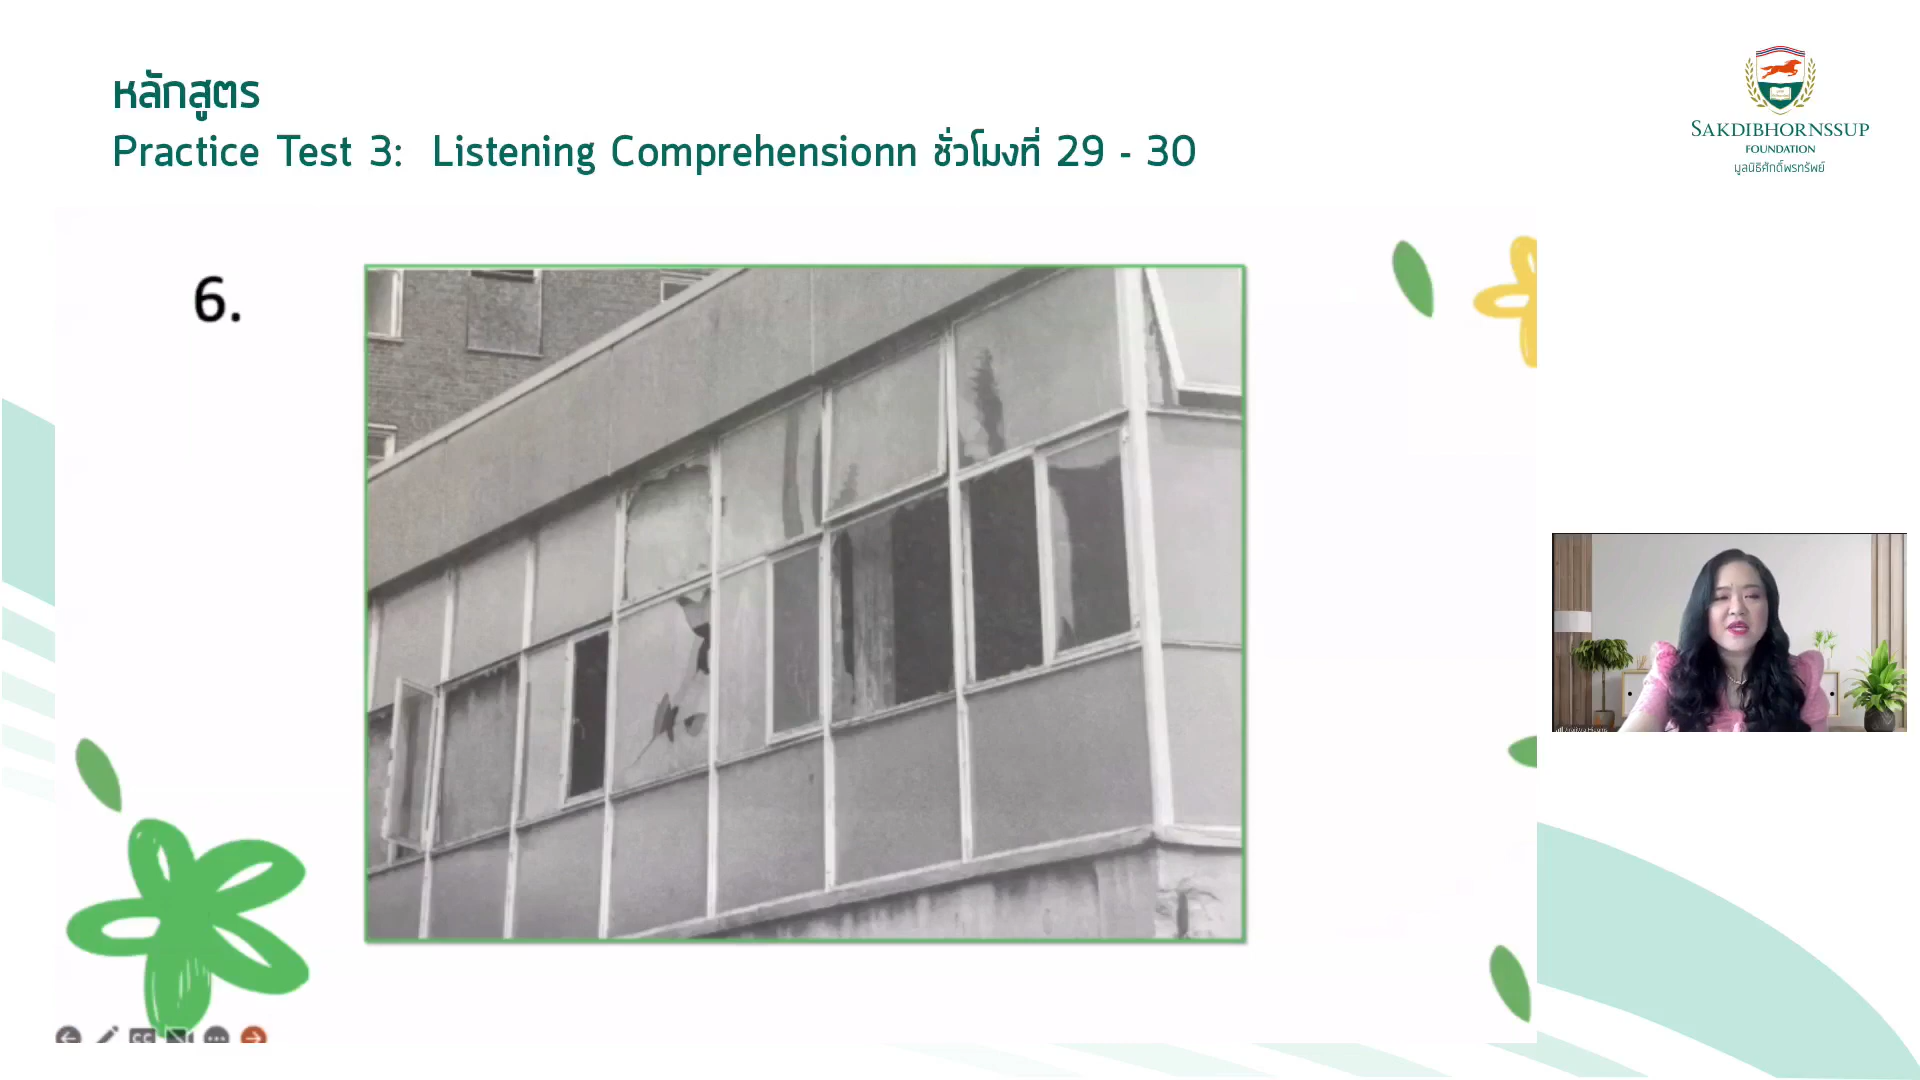 หลักสูตร
Practice Test 3: Listening Comprehensionn ชั่วโมงที่ 29 - 30
SAKDIBHORNSSUP
FOUNDATION
มูลนิธิศักดิ์พรทรัพย์
6.
CC